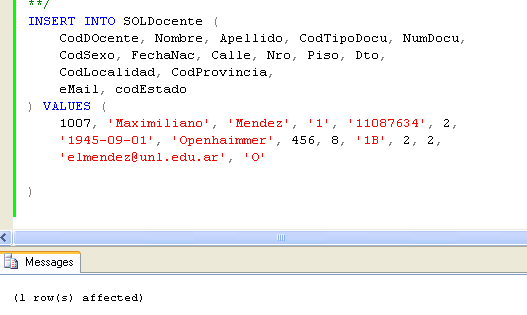 **/
INSERT INTO SOLDocente (
CodDOcente, Nombre, Apellido, CodTipoDocu, NumDocu,
CodSexo, FechaNac, Calle, Nro, Piso, Dto,
CodLocalidad, CodProvincia,
eMail, codEstado
) VALUES (
1007, 'Maximiliano', 'Mendez', '1', '11087634', 2,
'1945-09-01', 'Openhaimmer', 456, 8, '1B', 2, 2,
'elmendez@unl.edu.ar', 'O'
)
Messages
(1 row(s) affected)